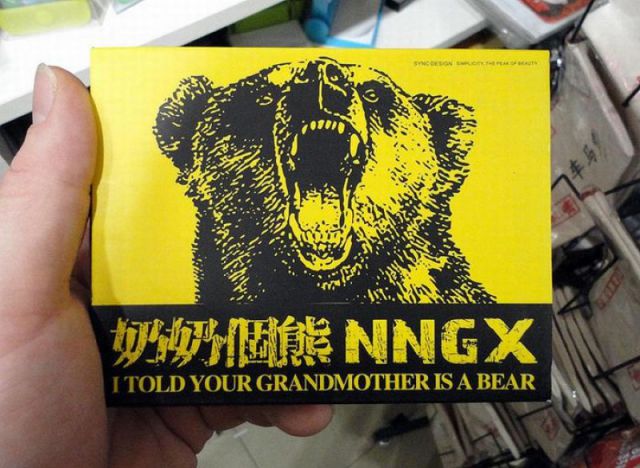 SYNC·DESIGN SIMPLICITY, THE PEAK OF BEAUTY
奶奶個熊 NNGX
I TOLD YOUR GRANDMOTHER IS A BEAR